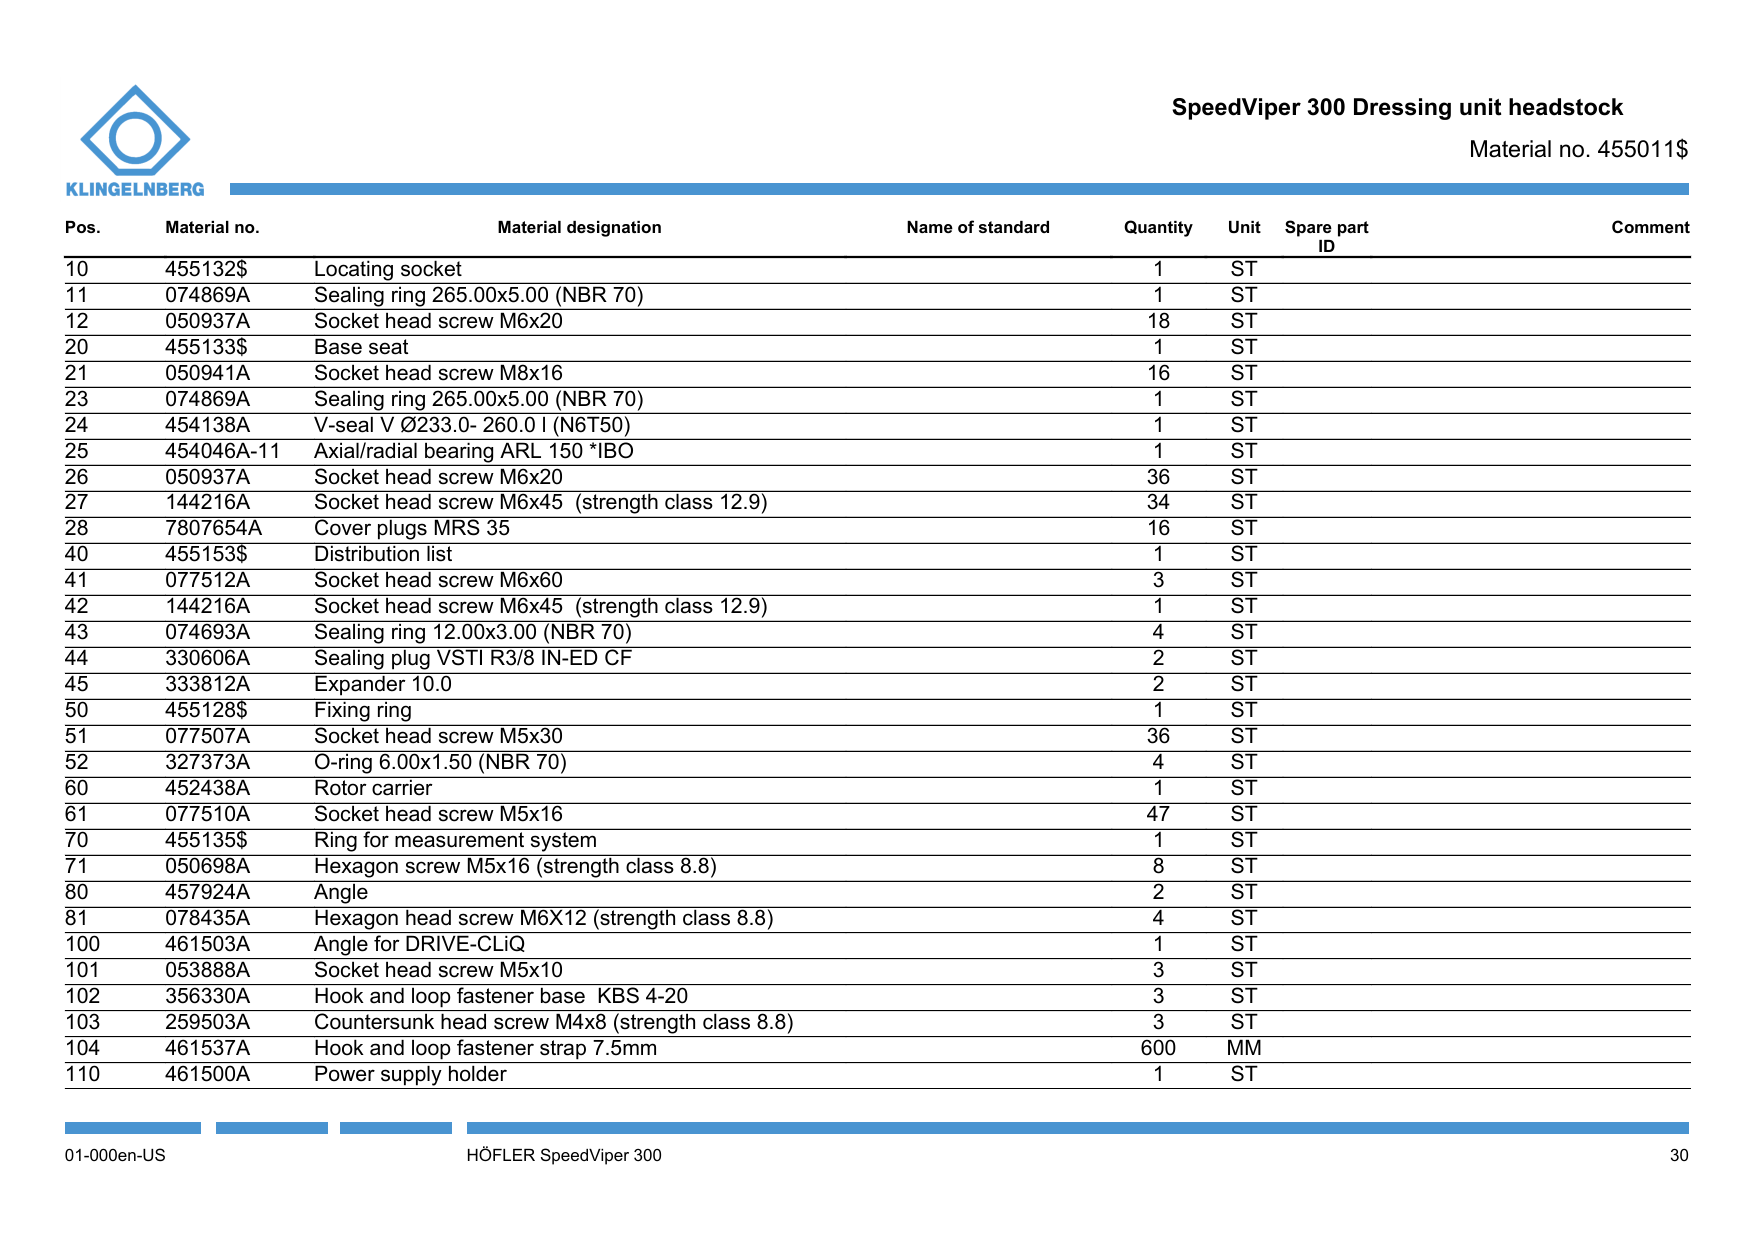 SpeedViper 300 Dressing unit headstock
Material no. 455011$
KLINGELNBERG
Pos. Material no. Material designation Name of standard Quantity Unit Spare part ID Comment
10 455132$ Locating socket 1 ST
11 074869A Sealing ring 265.00x5.00 (NBR 70) 1 ST
12 050937A Socket head screw M6x20 18 ST
20 455133$ Base seat 1 ST
21 050941A Socket head screw M8x16 16 ST
23 074869A Sealing ring 265.00x5.00 (NBR 70) 1 ST
24 454138A V-seal V Ø233.0- 260.0 l (N6T50) 1 ST
25 454046A-11 Axial/radial bearing ARL 150 *IBO 1 ST
26 050937A Socket head screw M6x20 36 ST
27 144216A Socket head screw M6x45  (strength class 12.9) 34 ST
28 7807654A Cover plugs MRS 35 16 ST
40 455153$ Distribution list 1 ST
41 077512A Socket head screw M6x60 3 ST
42 144216A Socket head screw M6x45  (strength class 12.9) 1 ST
43 074693A Sealing ring 12.00x3.00 (NBR 70) 4 ST
44 330606A Sealing plug VSTI R3/8 IN-ED CF 2 ST
45 333812A Expander 10.0 2 ST
50 455128$ Fixing ring 1 ST
51 077507A Socket head screw M5x30 36 ST
52 327373A O-ring 6.00x1.50 (NBR 70) 4 ST
60 452438A Rotor carrier 1 ST
61 077510A Socket head screw M5x16 47 ST
70 455135$ Ring for measurement system 1 ST
71 050698A Hexagon screw M5x16 (strength class 8.8) 8 ST
80 457924A Angle 2 ST
81 078435A Hexagon head screw M6X12 (strength class 8.8) 4 ST
100 461503A Angle for DRIVE-CLiQ 1 ST
101 053888A Socket head screw M5x10 3 ST
102 356330A Hook and loop fastener base  KBS 4-20 3 ST
103 259503A Countersunk head screw M4x8 (strength class 8.8) 3 ST
104 461537A Hook and loop fastener strap 7.5mm 600 MM
110 461500A Power supply holder 1 ST
01-000en-US HÖFLER SpeedViper 300 30